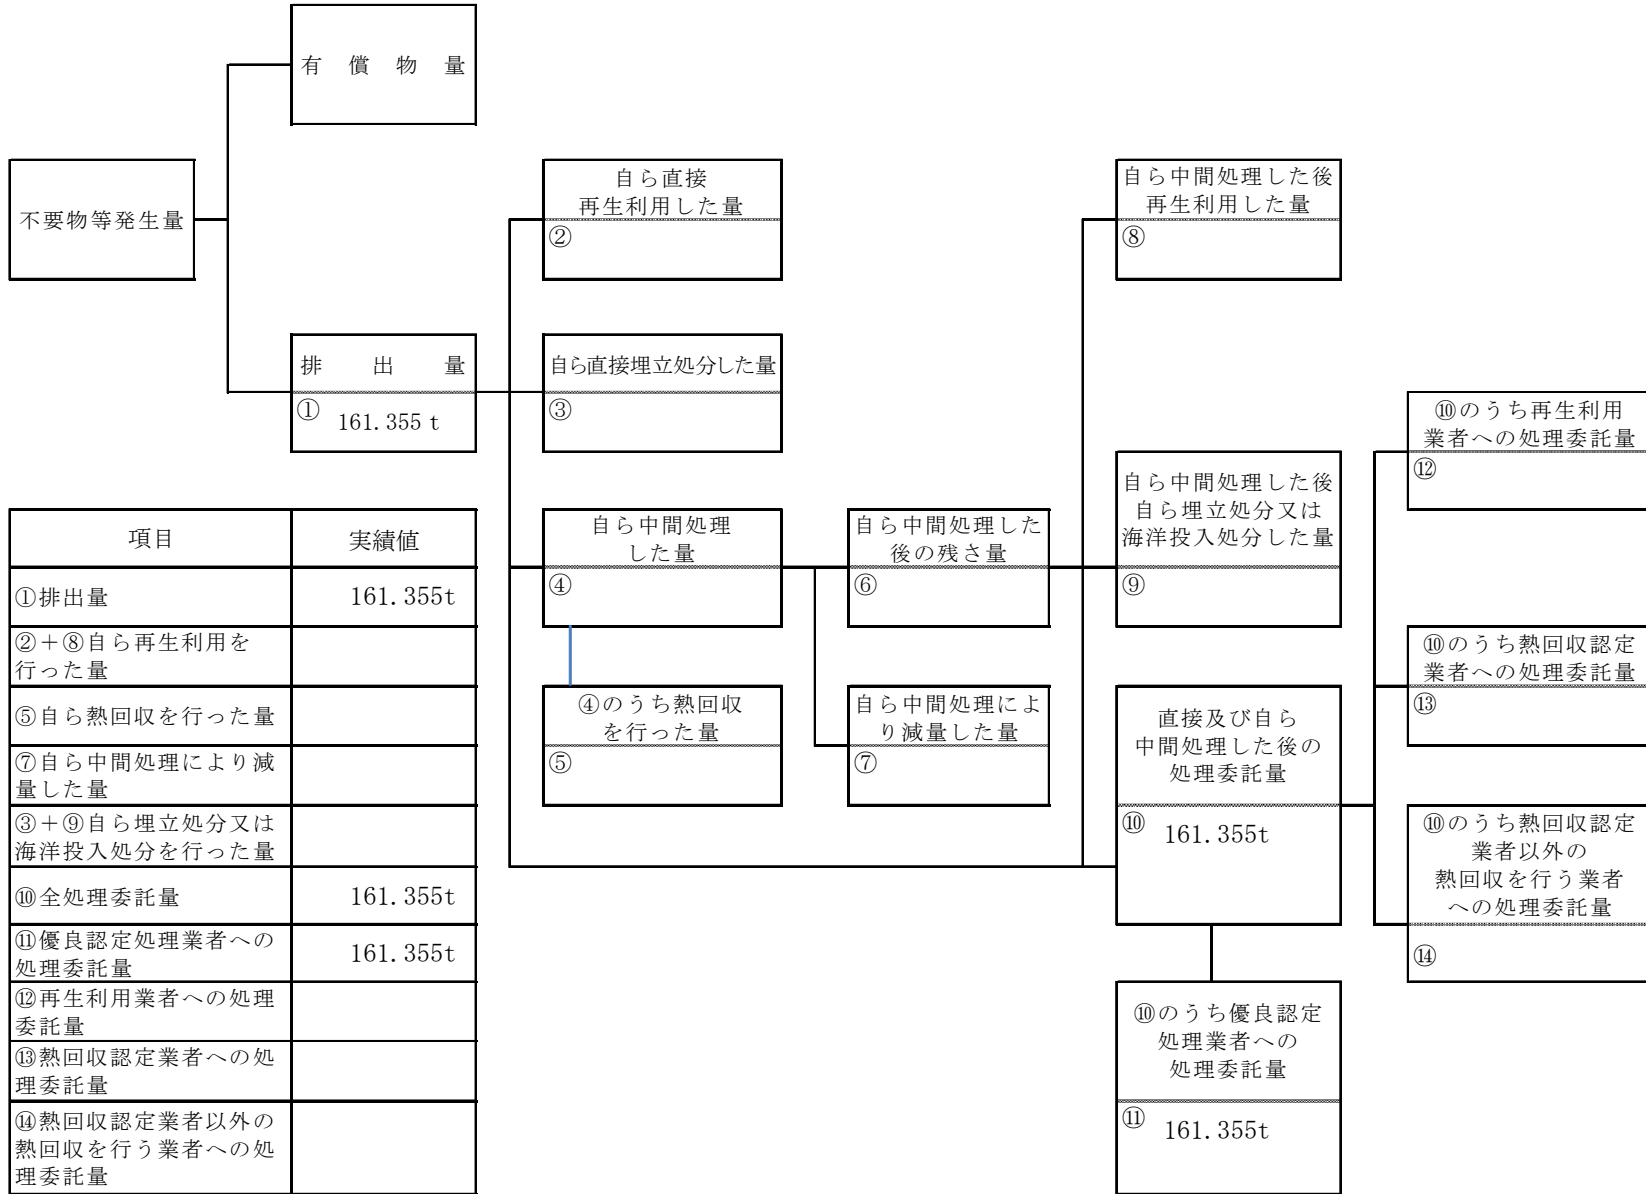 有償物量
不要物等発生量
自ら直接
再生利用した量
②
自ら中間処理した後
再生利用した量
⑧
排出量
① 161.355 t
自ら直接埋立処分した量
③
自ら中間処理
した量
④
自ら中間処理した
後の残さ量
⑥
自ら中間処理した後
自ら埋立処分又は
海洋投入処分した量
⑨
⑩のうち再生利用
業者への処理委託量
⑫
④のうち熱回収
を行った量
⑤
自ら中間処理によ
り減量した量
⑦
直接及び自ら
中間処理した後の
処理委託量
⑩ 161.355t
⑩のうち熱回収認定
業者への処理委託量
⑬
⑩のうち熱回収認定
業者以外の
熱回収を行う業者
への処理委託量
⑭
⑩のうち優良認定
処理業者への
処理委託量
⑪ 161.355t
項目 実績値
①排出量 161.355t
②＋⑧自ら再生利用を
行った量
⑤自ら熱回収を行った量
⑦自ら中間処理により減
量した量
③＋⑨自ら埋立処分又は
海洋投入処分を行った量
⑩全処理委託量 161.355t
⑪優良認定処理業者への
処理委託量 161.355t
⑫再生利用業者への処理
委託量
⑬熱回収認定業者への処
理委託量
⑭熱回収認定業者以外の
熱回収を行う業者への処
理委託量